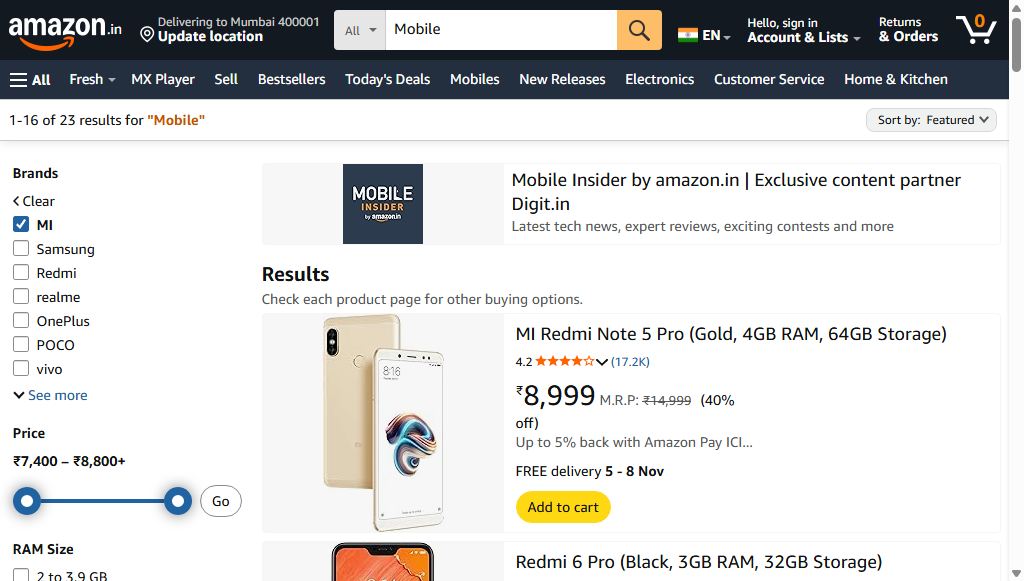 amazon.in
Delivering to Mumbai 400001
Update location
All
Mobile
EN
Hello, sign in
Account & Lists
Returns
& Orders
0
All
Fresh
MX Player
Sell
Bestsellers
Today's Deals
Mobiles
New Releases
Electronics
Customer Service
Home & Kitchen
1-16 of 23 results for "Mobile"
Sort by: Featured
Brands
Clear
MI
Samsung
Redmi
realme
OnePlus
POCO
vivo
See more
Price
₹7,400 – ₹8,800+
Go
RAM Size
2 to 3.9 GB
MOBILE
INSIDER
by amazon.in
Mobile Insider by amazon.in | Exclusive content partner
Digit.in
Latest tech news, expert reviews, exciting contests and more
Results
Check each product page for other buying options.
8:16
MI Redmi Note 5 Pro (Gold, 4GB RAM, 64GB Storage)
4.2 (17.2K)
₹8,999 M.R.P: ₹14,999 (40%
off)
Up to 5% back with Amazon Pay ICI...
FREE delivery 5 - 8 Nov
Add to cart
Redmi 6 Pro (Black, 3GB RAM, 32GB Storage)